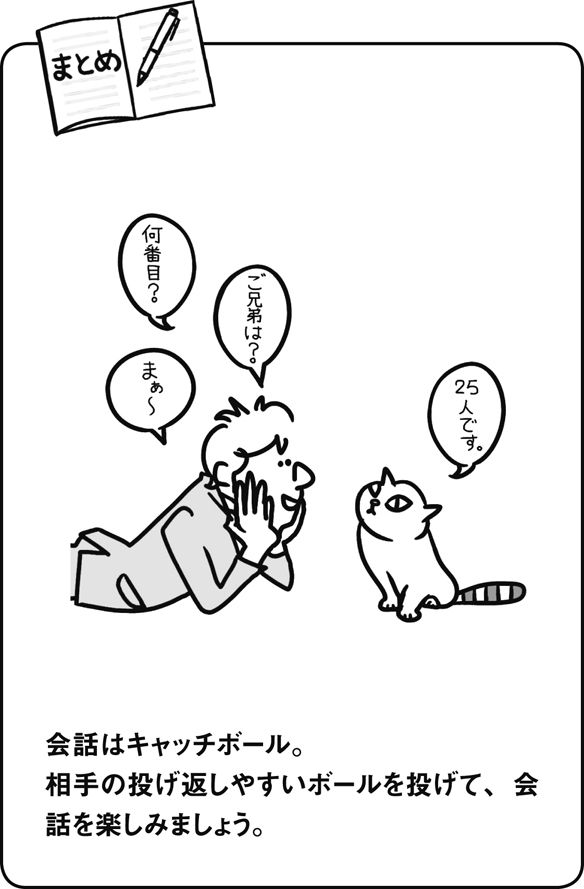 まとめ
ご兄弟は?。
25人です。
まぁ〜
何番目?。
会話はキャッチボール。
相手の投げ返しやすいボールを投げて、会
話を楽しみましょう。